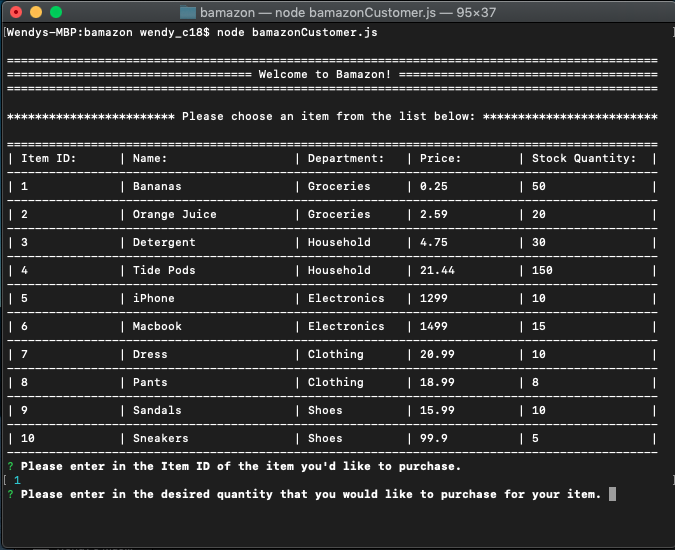 bamazon — node bamazonCustomer.js — 95×37
[Wendys-MBP:bamazon wendy_c18$ node bamazonCustomer.js ]
=============================================================================================
=================================== Welcome to Bamazon! =====================================
=============================================================================================
************************ Please choose an item from the list below: *************************
=============================================================================================
| Item ID: | Name: | Department: | Price: | Stock Quantity: |
| 1 | Bananas | Groceries | 0.25 | 50 |
| 2 | Orange Juice | Groceries | 2.59 | 20 |
| 3 | Detergent | Household | 4.75 | 30 |
| 4 | Tide Pods | Household | 21.44 | 150 |
| 5 | iPhone | Electronics | 1299 | 10 |
| 6 | Macbook | Electronics | 1499 | 15 |
| 7 | Dress | Clothing | 20.99 | 10 |
| 8 | Pants | Clothing | 18.99 | 8 |
| 9 | Sandals | Shoes | 15.99 | 10 |
| 10 | Sneakers | Shoes | 99.9 | 5 |
? Please enter in the Item ID of the item you'd like to purchase.
[ 1 ]
? Please enter in the desired quantity that you would like to purchase for your item.